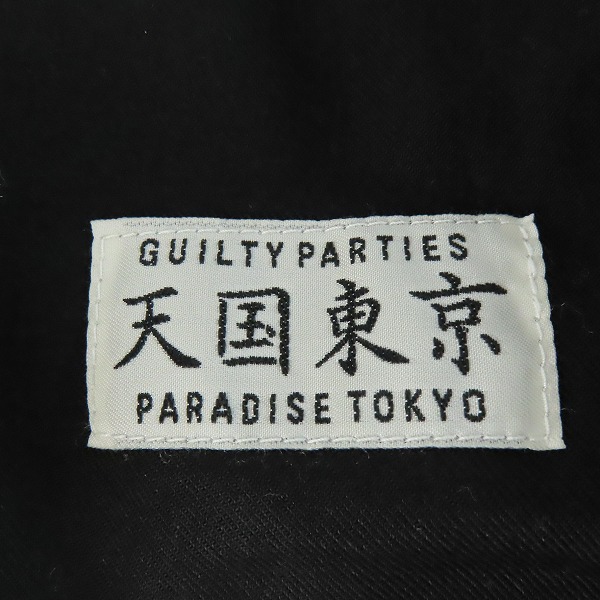 GUILTY PARTIES
天国東京
PARADISE TOKYO